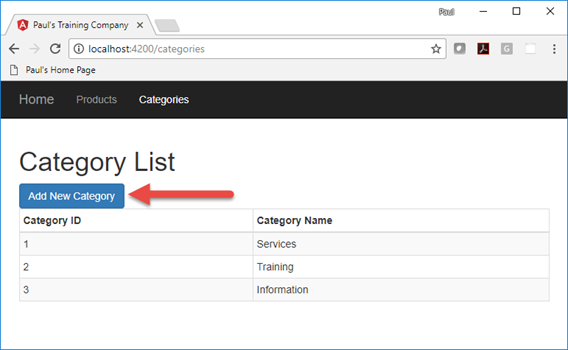 Paul
Paul's Training Company
localhost:4200/categories
Paul's Home Page
Home Products Categories
Category List
Add New Category
Category ID Category Name
1 Services
2 Training
3 Information